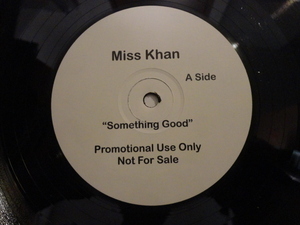 Miss Khan
A Side
“Something Good”
Promotional Use Only
Not For Sale